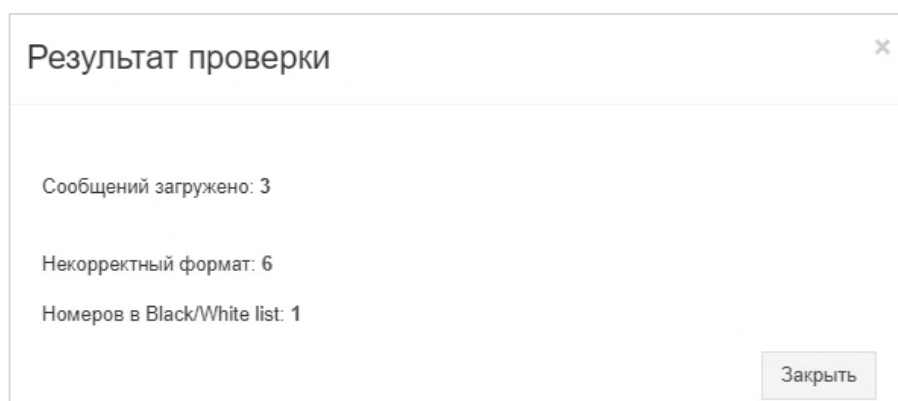 Результат проверки
×
Сообщений загружено: 3
Некорректный формат: 6
Номеров в Black/White list: 1
Закрыть